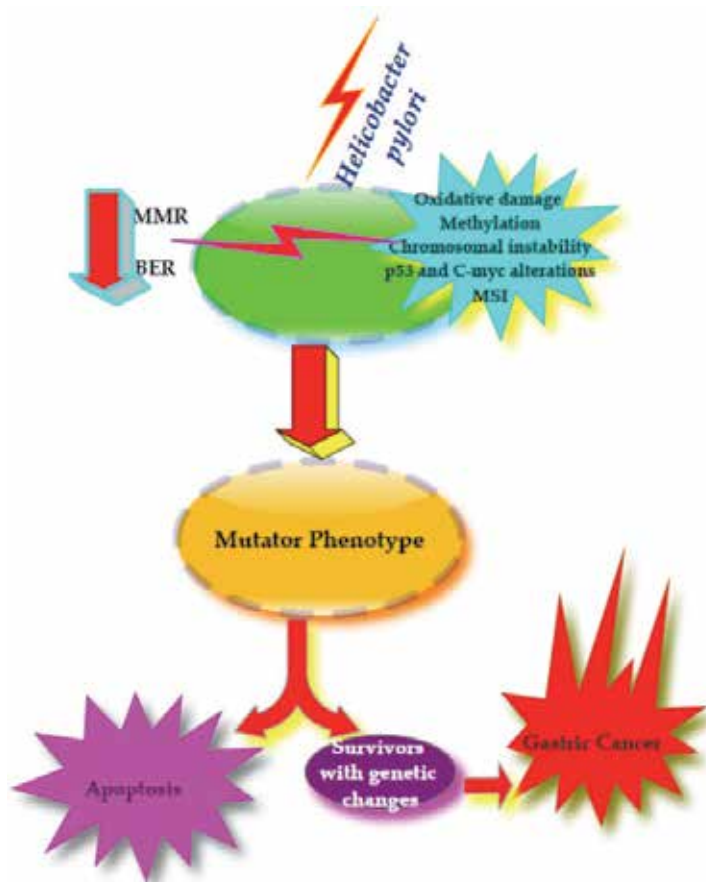 Helicobacter
pylori
MMR
BER
Oxidative damage
Methylation
Chromosomal instability
p53 and C-myc alterations
MSI
Mutator Phenotype
Apoptosis
Survivors
with genetic
changes
Gastric Cancer